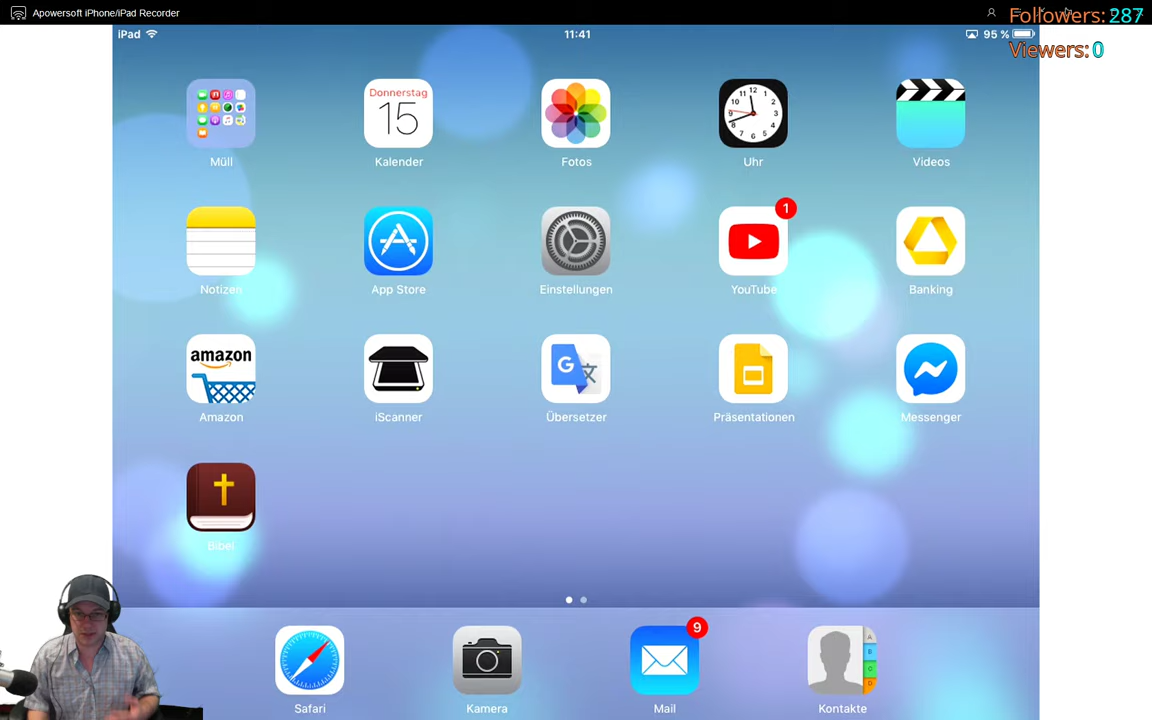 Apowersoft iPhone/iPad Recorder
Followers: 287
Viewers: 0
iPad
11:41
95 %
Donnerstag
15
Müll
Kalender
Fotos
Uhr
Videos
1
Notizen
App Store
Einstellungen
YouTube
Banking
amazon
G
Amazon
iScanner
Übersetzer
Präsentationen
Messenger
Bibel
9
A
B
C
D
Safari
Kamera
Mail
Kontakte